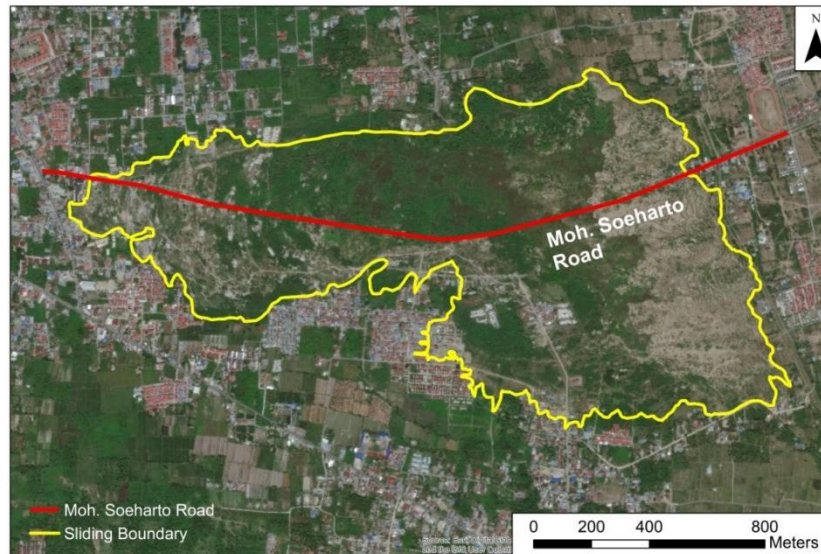 N
Moh. Soeharto
Road
Moh. Soeharto Road
Sliding Boundary
0 200 400 800
Meters